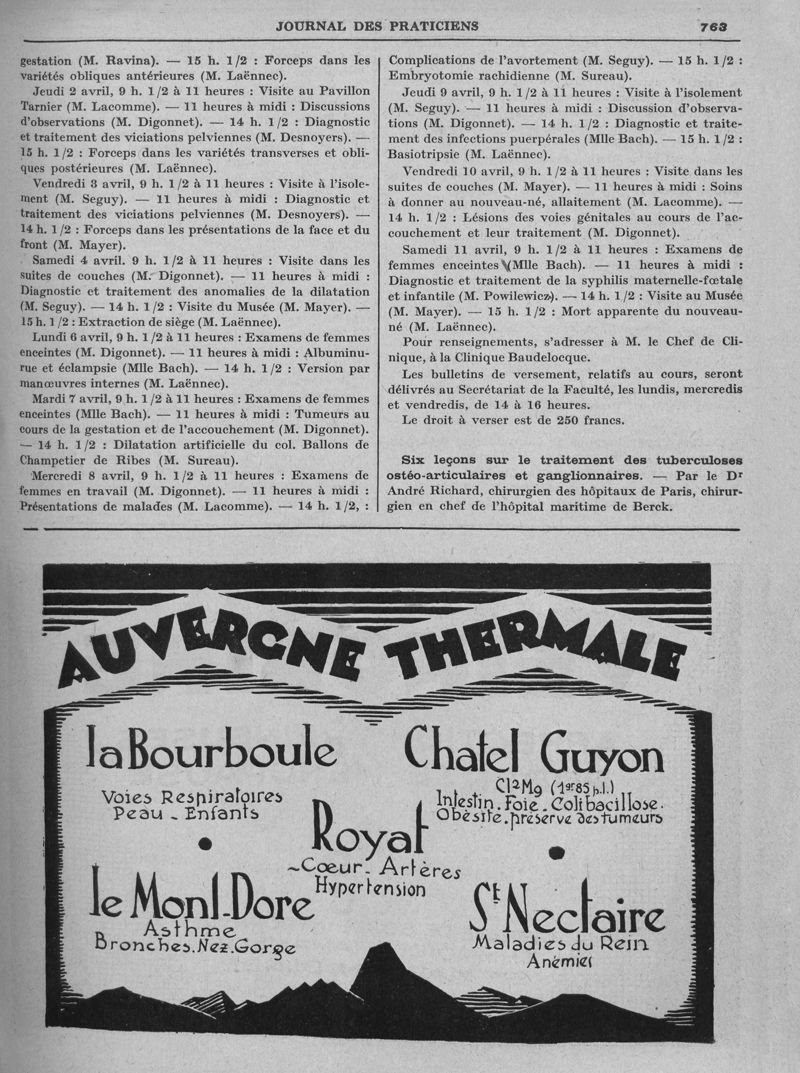 JOURNAL DES PRATICIENS 763
gestation (M. Ravina). — 15 h. 1/2 : Forceps dans les
variétés obliques antérieures (M. Laënnec).
Jeudi 2 avril, 9 h. 1/2 à 11 heures : Visite au Pavillon
Tarnier (M. Lacomme). — 11 heures à midi : Discussions
d'observations (M. Digonnet). — 14 h. 1/2 : Diagnostic
et traitement des viciations pelviennes (M. Desnoyers). —
15 h. 1/2 : Forceps dans les variétés transverses et obli-
ques postérieures (M. Laënnec).
Vendredi 3 avril, 9 h. 1/2 à 11 heures : Visite à l'isole-
ment (M. Seguy). — 11 heures à midi : Diagnostic et
traitement des viciations pelviennes (M. Desnoyers). —
14 h. 1/2 : Forceps dans les présentations de la face et du
front (M. Mayer).
Samedi 4 avril. 9 h. 1/2 à 11 heures : Visite dans les
suites de couches (M. Digonnet). — 11 heures à midi :
Diagnostic et traitement des anomalies de la dilatation
(M. Seguy). — 14 h. 1/2 : Visite du Musée (M. Mayer). —
15 h. 1/2 : Extraction de siège (M. Laënnec).
Lundi 6 avril, 9 h. 1/2 à 11 heures : Examens de femmes
enceintes (M. Digonnet). — 11 heures à midi : Albuminu-
rue et éclampsie (Mlle Bach). — 14 h. 1/2 : Version par
manœuvres internes (M. Laënnec).
Mardi 7 avril, 9 h. 1/2 à 11 heures : Examens de femmes
enceintes (Mlle Bach). — 11 heures à midi : Tumeurs au
cours de la gestation et de l'accouchement (M. Digonnet).
— 14 h. 1/2 : Dilatation artificielle du col. Ballons de
Champetier de Ribes (M. Sureau).
Mercredi 8 avril, 9 h. 1/2 à 11 heures : Examens de
femmes en travail (M. Digonnet). — 11 heures à midi :
Présentations de malades (M. Lacomme). — 14 h. 1/2, :
Complications de l'avortement (M. Seguy). — 15 h. 1/2 :
Embryotomie rachidienne (M. Sureau).
Jeudi 9 avril, 9 h. 1/2 à 11 heures : Visite à l'isolement
(M. Seguy). — 11 heures à midi : Discussion d'observa-
tions (M. Digonnet). — 14 h. 1/2 : Diagnostic et traite-
ment des infections puerpérales (Mlle Bach). — 15 h. 1/2 :
Basiotripsie (M. Laënnec).
Vendredi 10 avril, 9 h. 1/2 à 11 heures : Visite dans les
suites de couches (M. Mayer). — 11 heures à midi : Soins
à donner au nouveau-né, allaitement (M. Lacomme). —
14 h. 1/2 : Lésions des voies génitales au cours de l'ac-
couchement et leur traitement (M. Digonnet).
Samedi 11 avril, 9 h. 1/2 à 11 heures : Examens de
femmes enceintes (Mlle Bach). — 11 heures à midi :
Diagnostic et traitement de la syphilis maternelle-fœtale
et infantile (M. Powilewicz). — 14 h. 1/2 : Visite au Musée
(M. Mayer). — 15 h. 1/2 : Mort apparente du nouveau-
né (M. Laënnec).
Pour renseignements, s'adresser à M. le Chef de Cli-
nique, à la Clinique Baudelocque.
Les bulletins de versement, relatifs au cours, seront
délivrés au Secrétariat de la Faculté, les lundis, mercredis
et vendredis, de 14 à 16 heures.
Le droit à verser est de 250 francs.
Six leçons sur le traitement des tuberculoses
ostéo-articulaires et ganglionnaires. — Par le Dr
André Richard, chirurgien des hôpitaux de Paris, chirur-
gien en chef de l'hôpital maritime de Berck.
AUVERGNE THERMALE
la Bourboule
Voies Respiratoires
Peau - Enfants
Chatel Guyon
Cl2Mg (1gr85 p.l.)
Intestin. Foie. Colibacillose.
Obésité. préserve des tumeurs
Royat
Cœur - Artères
Hypertension
le Mont-Dore
Asthme
Bronches. Nez. Gorge
St Nectaire
Maladies du Rein
Anémies